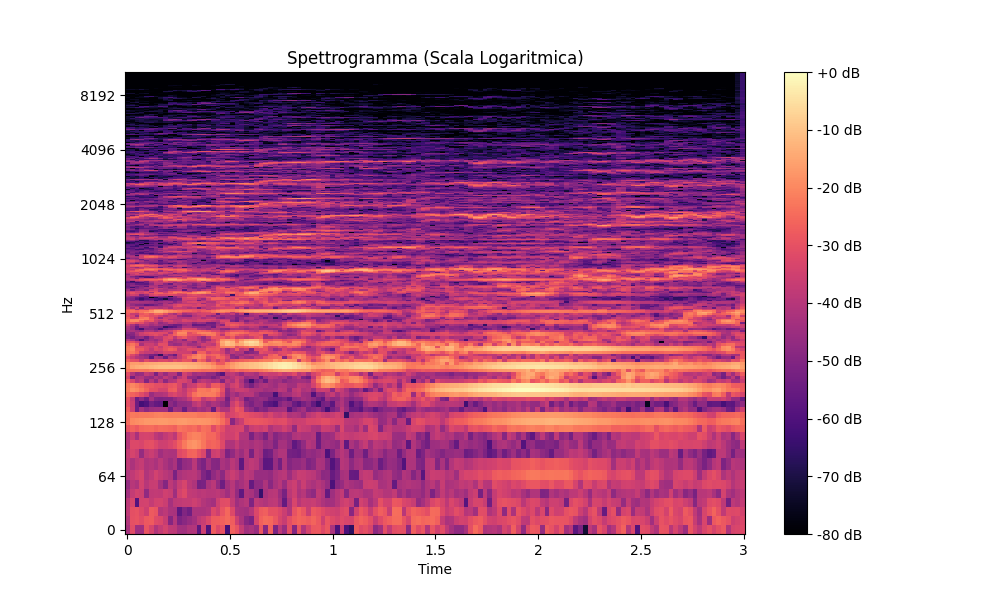 Spettrogramma (Scala Logaritmica)
Hz
8192
4096
2048
1024
512
256
128
64
0
0
0.5
1
1.5
2
2.5
3
Time
+0 dB
-10 dB
-20 dB
-30 dB
-40 dB
-50 dB
-60 dB
-70 dB
-80 dB